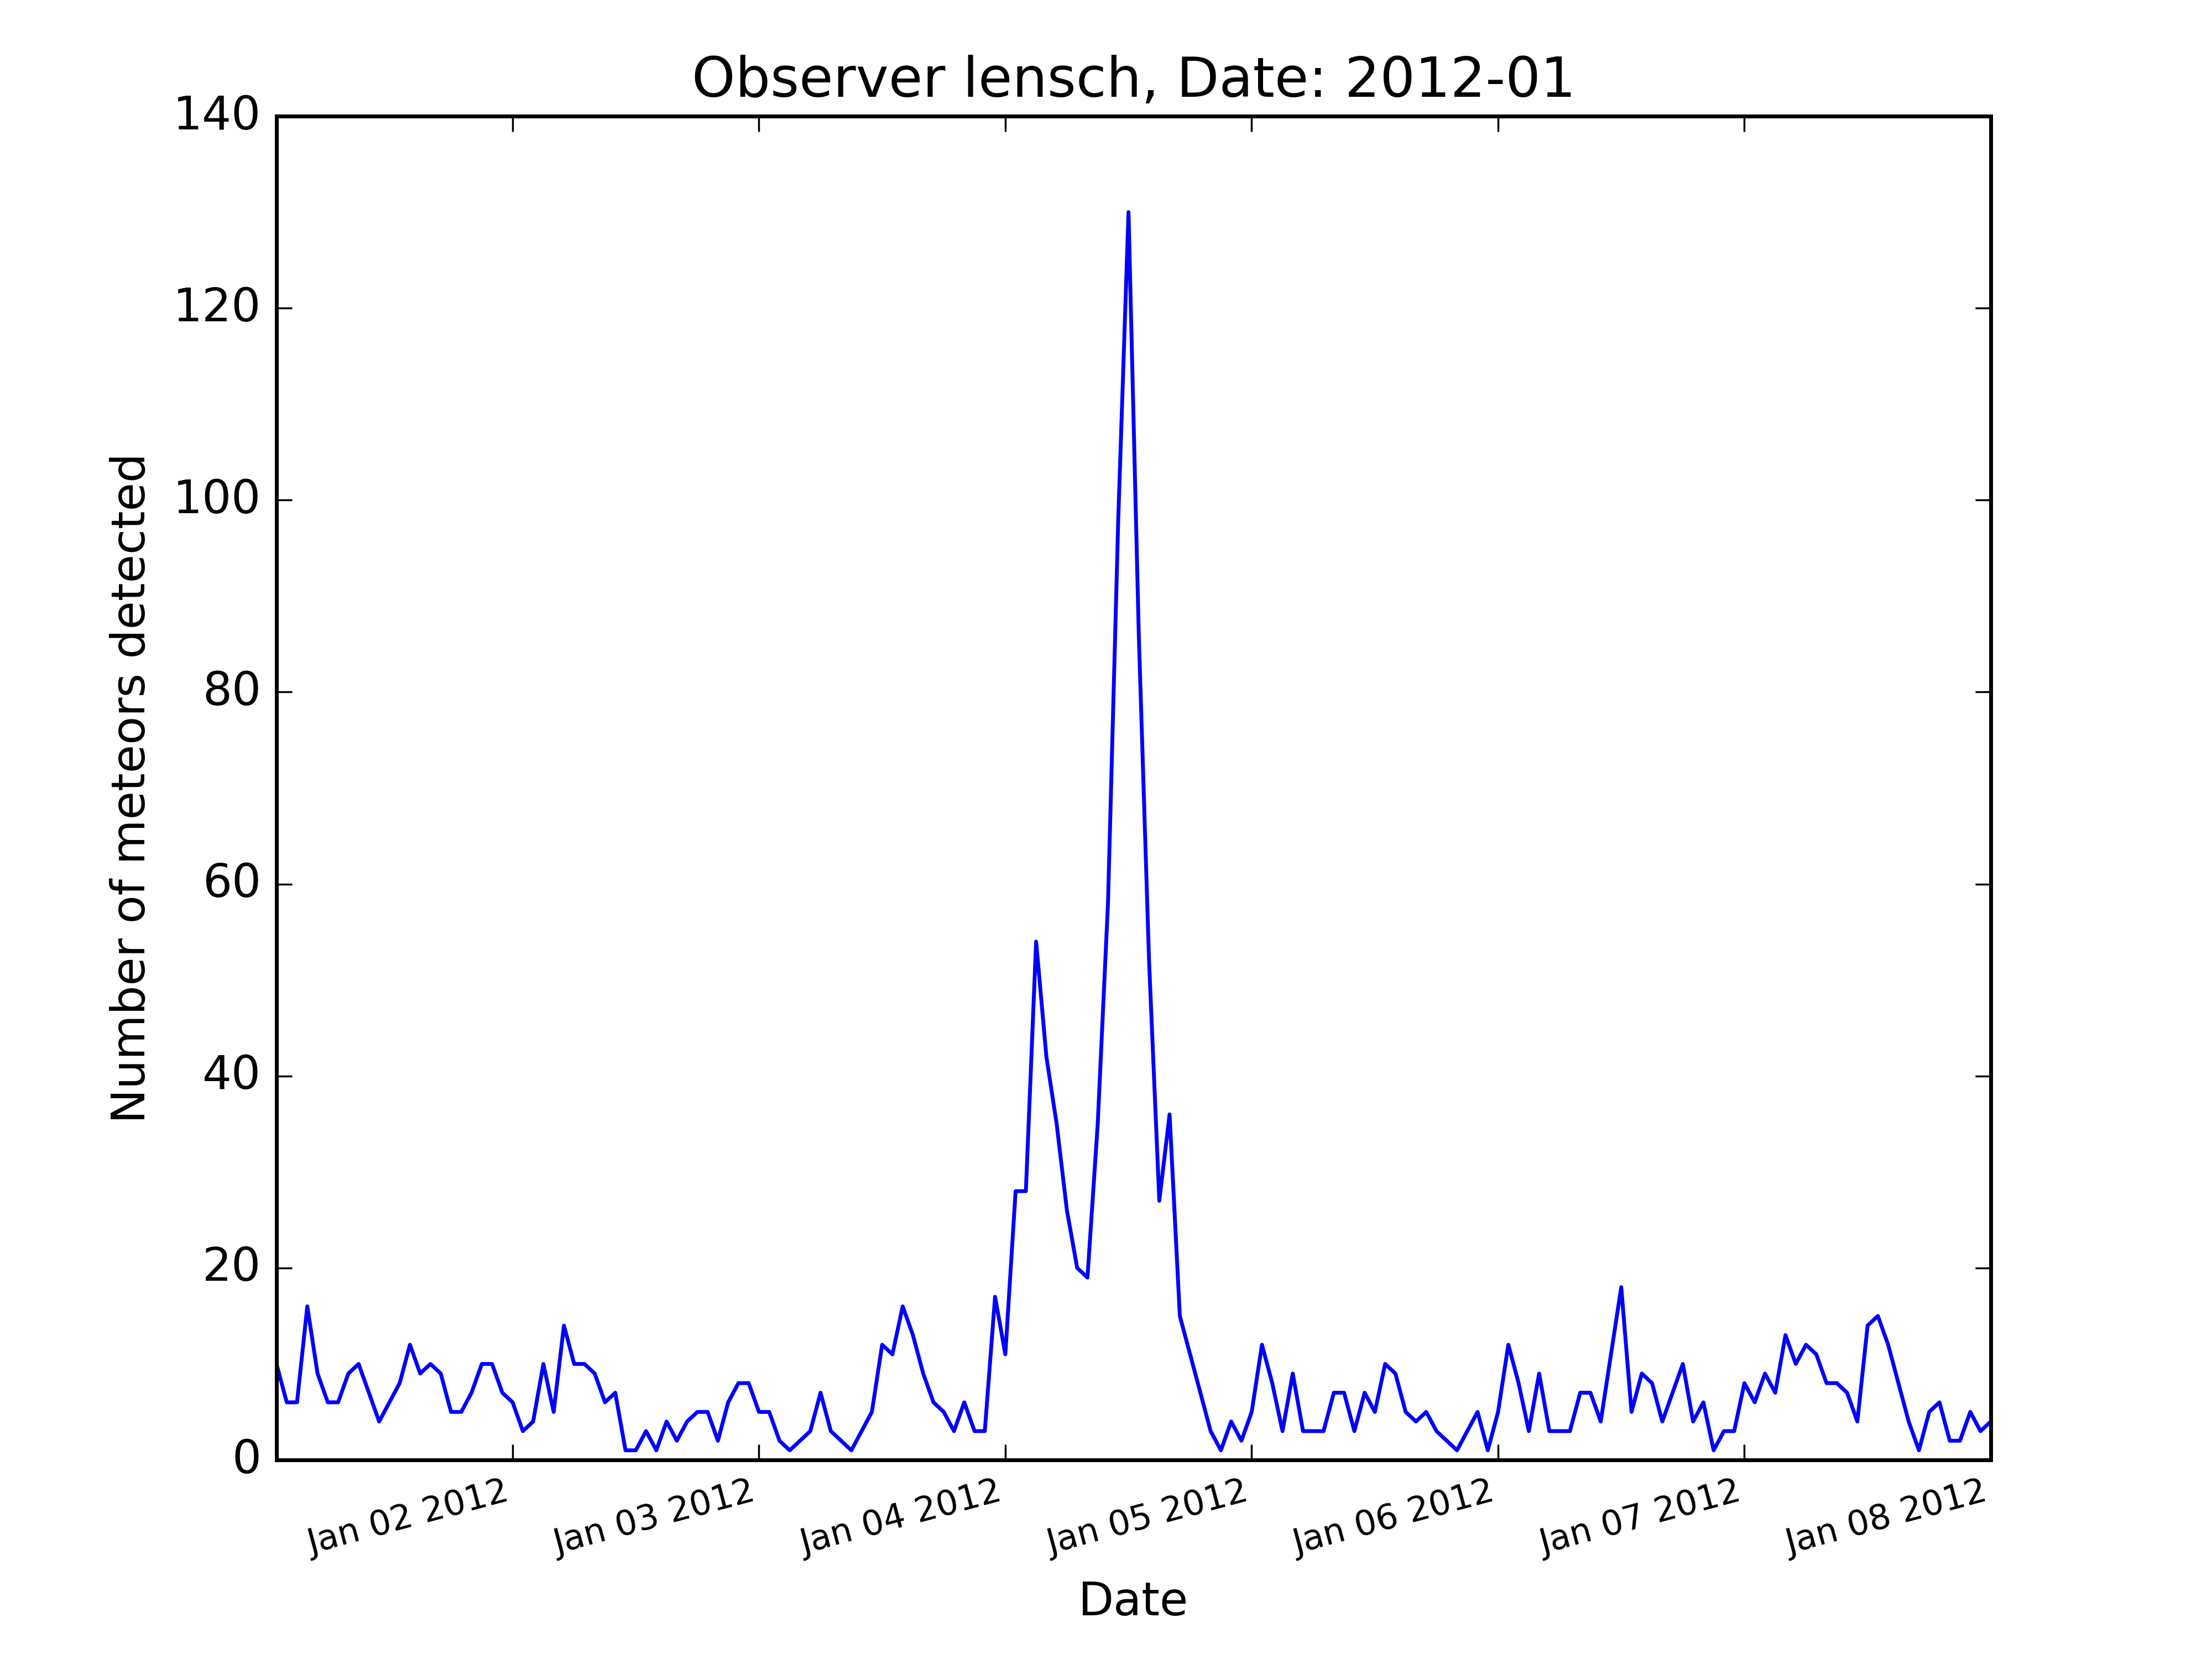 Observer lensch, Date: 2012-01
140
120
100
80
60
40
20
0
Number of meteors detected
Jan 02 2012
Jan 03 2012
Jan 04 2012
Jan 05 2012
Jan 06 2012
Jan 07 2012
Jan 08 2012
Date